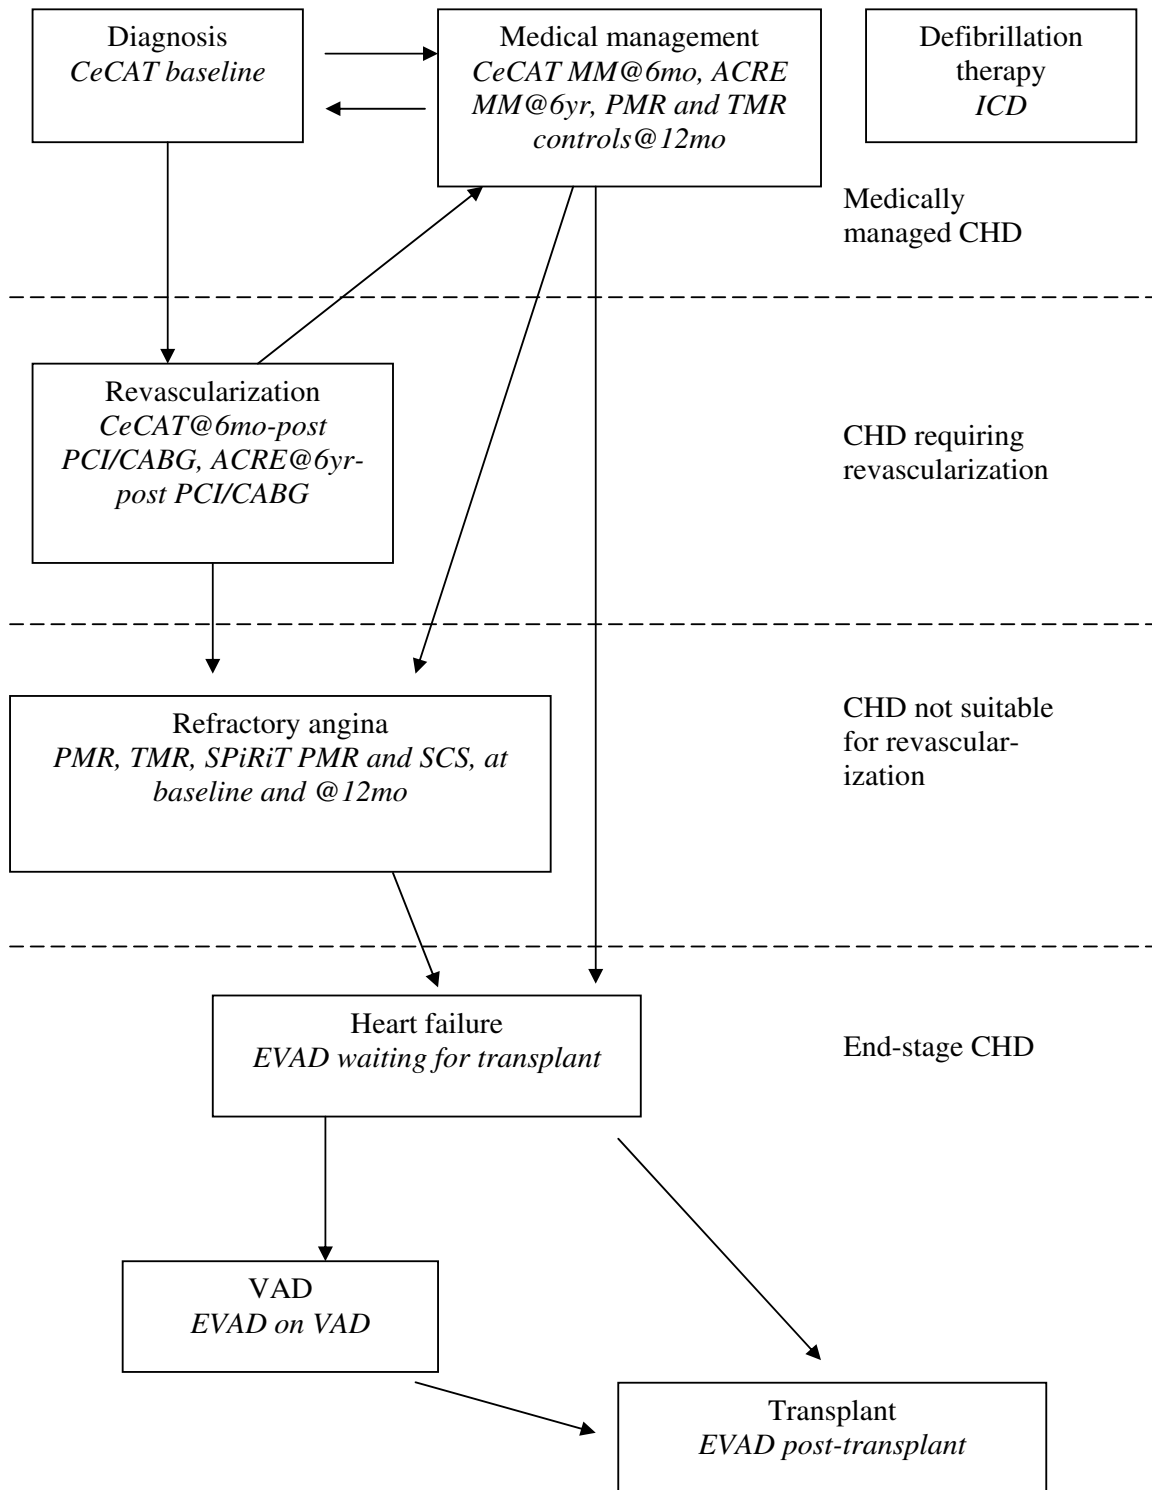 Diagnosis
CeCAT baseline
Medical management
CeCAT MM@6mo, ACRE
MM@6yr, PMR and TMR
controls@12mo
Defibrillation
therapy
ICD
Medically
managed CHD
Revascularization
CeCAT@6mo-post
PCI/CABG, ACRE@6yr-
post PCI/CABG
CHD requiring
revascularization
Refractory angina
PMR, TMR, SPiRiT PMR and SCS, at
baseline and @12mo
CHD not suitable
for revascular-
ization
Heart failure
EVAD waiting for transplant
End-stage CHD
VAD
EVAD on VAD
Transplant
EVAD post-transplant